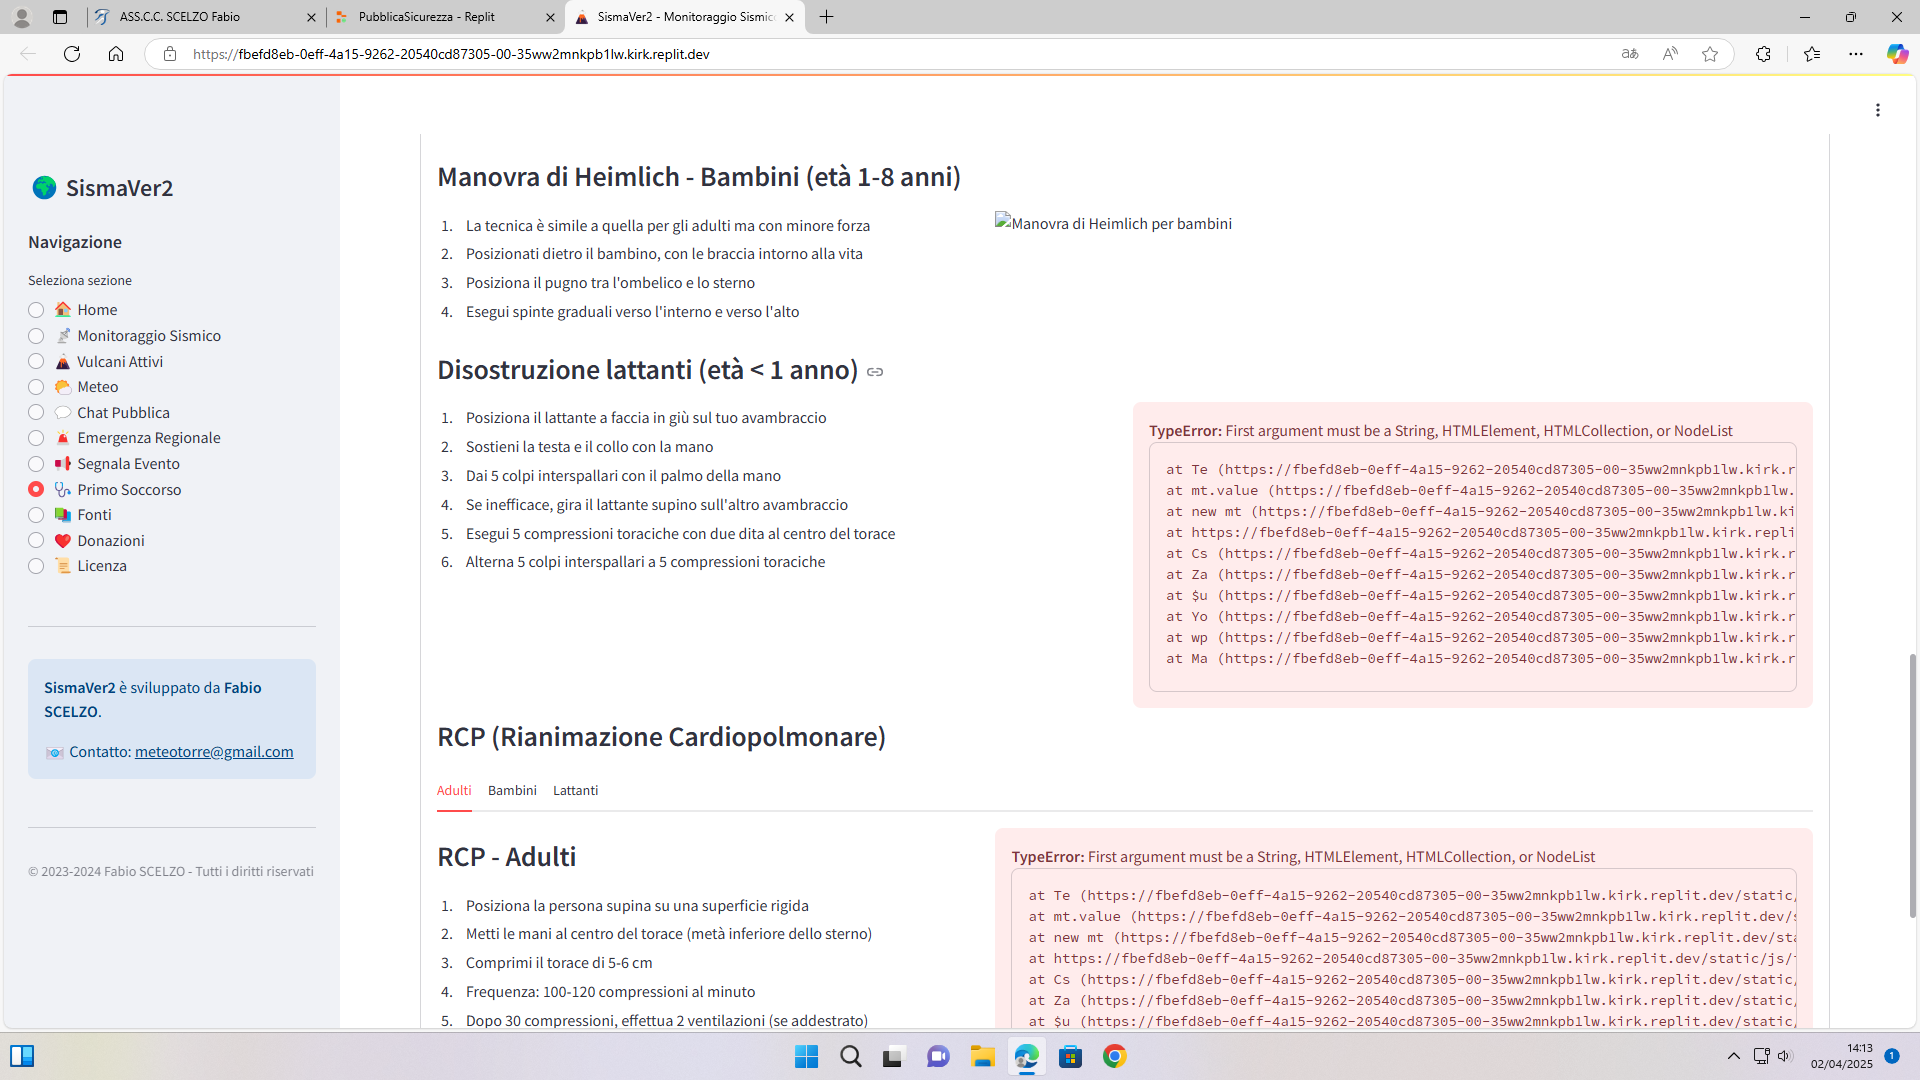 ASS.C.C. SCELZO Fabio
PubblicaSicurezza - Replit
SismaVer2 - Monitoraggio Sismic
https://fbefd8eb-0eff-4a15-9262-20540cd87305-00-35ww2mnkpb1lw.kirk.replit.dev
SismaVer2
Navigazione
Seleziona sezione
Home
Monitoraggio Sismico
Vulcani Attivi
Meteo
Chat Pubblica
Emergenza Regionale
Segnala Evento
Primo Soccorso
Fonti
Donazioni
Licenza
SismaVer2 è sviluppato da Fabio
SCELZO.
Contatto: meteotorre@gmail.com
© 2023-2024 Fabio SCELZO - Tutti i diritti riservati
Manovra di Heimlich - Bambini (età 1-8 anni)
1. La tecnica è simile a quella per gli adulti ma con minore forza
2. Posizionati dietro il bambino, con le braccia intorno alla vita
3. Posiziona il pugno tra l'ombelico e lo sterno
4. Esegui spinte graduali verso l'interno e verso l'alto
Manovra di Heimlich per bambini
Disostruzione lattanti (età < 1 anno)
1. Posiziona il lattante a faccia in giù sul tuo avambraccio
2. Sostieni la testa e il collo con la mano
3. Dai 5 colpi interspallari con il palmo della mano
4. Se inefficace, gira il lattante supino sull'altro avambraccio
5. Esegui 5 compressioni toraciche con due dita al centro del torace
6. Alterna 5 colpi interspallari a 5 compressioni toraciche
TypeError: First argument must be a String, HTMLElement, HTMLCollection, or NodeList
at Te (https://fbefd8eb-0eff-4a15-9262-20540cd87305-00-35ww2mnkpb1lw.kirk.r
at mt.value (https://fbefd8eb-0eff-4a15-9262-20540cd87305-00-35ww2mnkpb1lw.
at new mt (https://fbefd8eb-0eff-4a15-9262-20540cd87305-00-35ww2mnkpb1lw.ki
at https://fbefd8eb-0eff-4a15-9262-20540cd87305-00-35ww2mnkpb1lw.kirk.repli
at Cs (https://fbefd8eb-0eff-4a15-9262-20540cd87305-00-35ww2mnkpb1lw.kirk.r
at Za (https://fbefd8eb-0eff-4a15-9262-20540cd87305-00-35ww2mnkpb1lw.kirk.r
at $u (https://fbefd8eb-0eff-4a15-9262-20540cd87305-00-35ww2mnkpb1lw.kirk.r
at Yo (https://fbefd8eb-0eff-4a15-9262-20540cd87305-00-35ww2mnkpb1lw.kirk.r
at wp (https://fbefd8eb-0eff-4a15-9262-20540cd87305-00-35ww2mnkpb1lw.kirk.r
at Ma (https://fbefd8eb-0eff-4a15-9262-20540cd87305-00-35ww2mnkpb1lw.kirk.r
RCP (Rianimazione Cardiopolmonare)
Adulti Bambini Lattanti
RCP - Adulti
1. Posiziona la persona supina su una superficie rigida
2. Metti le mani al centro del torace (metà inferiore dello sterno)
3. Comprimi il torace di 5-6 cm
4. Frequenza: 100-120 compressioni al minuto
5. Dopo 30 compressioni, effettua 2 ventilazioni (se addestrato)
TypeError: First argument must be a String, HTMLElement, HTMLCollection, or NodeList
at Te (https://fbefd8eb-0eff-4a15-9262-20540cd87305-00-35ww2mnkpb1lw.kirk.replit.dev/static/
at mt.value (https://fbefd8eb-0eff-4a15-9262-20540cd87305-00-35ww2mnkpb1lw.kirk.replit.dev/s
at new mt (https://fbefd8eb-0eff-4a15-9262-20540cd87305-00-35ww2mnkpb1lw.kirk.replit.dev/sta
at https://fbefd8eb-0eff-4a15-9262-20540cd87305-00-35ww2mnkpb1lw.kirk.replit.dev/static/js/
at Cs (https://fbefd8eb-0eff-4a15-9262-20540cd87305-00-35ww2mnkpb1lw.kirk.replit.dev/static/
at Za (https://fbefd8eb-0eff-4a15-9262-20540cd87305-00-35ww2mnkpb1lw.kirk.replit.dev/static/
at $u (https://fbefd8eb-0eff-4a15-9262-20540cd87305-00-35ww2mnkpb1lw.kirk.replit.dev/static/
14:13
02/04/2025
1